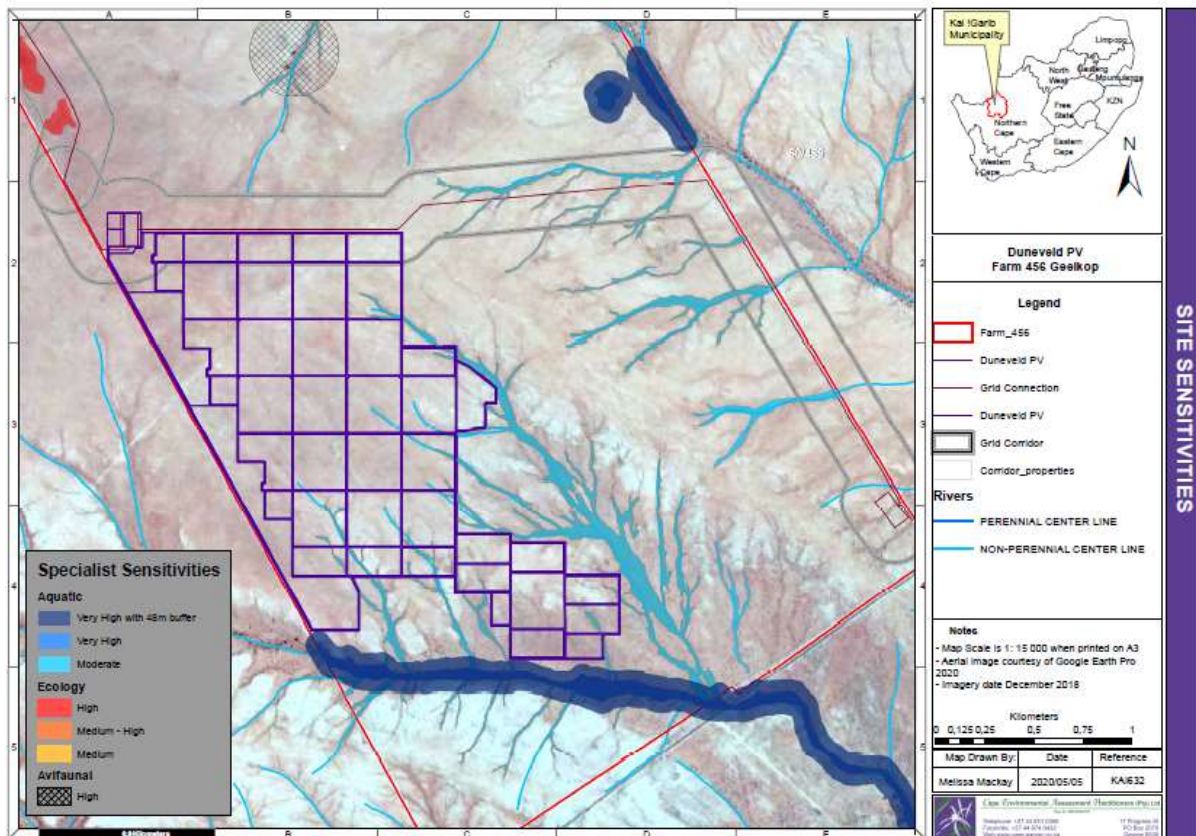 A B C D E
1
2
3
4
5
Specialist Sensitivities
Aquatic
Very High with 48m buffer
Very High
Moderate
Ecology
High
Medium - High
Medium
Avifaunal
High
B C D E
1
2
3
4
5
Kai !Garib
Municipality
Limpopo
North
West
Gauteng
Mpumalanga
Free
State
KZN
Northern
Cape
Eastern
Cape
Western
Cape
N
Duneveld PV
Farm 456 Geelkop
Legend
Farm_456
Duneveld PV
Grid Connection
Duneveld PV
Grid Corridor
Corridor_properties
Rivers
PERENNIAL CENTER LINE
NON-PERENNIAL CENTER LINE
Notes
- Map Scale is 1: 15 000 when printed on A3
- Aerial image courtesy of Google Earth Pro
2020
- Imagery date December 2018
Kilometers
0 0,125 0,25 0,5 0,75 1
Map Drawn By: Date Reference
Melissa Mackay 2020/05/05 KAI632
Cape Environmental Assessment Practitioners (Pty) Ltd
SITE SENSITIVITIES